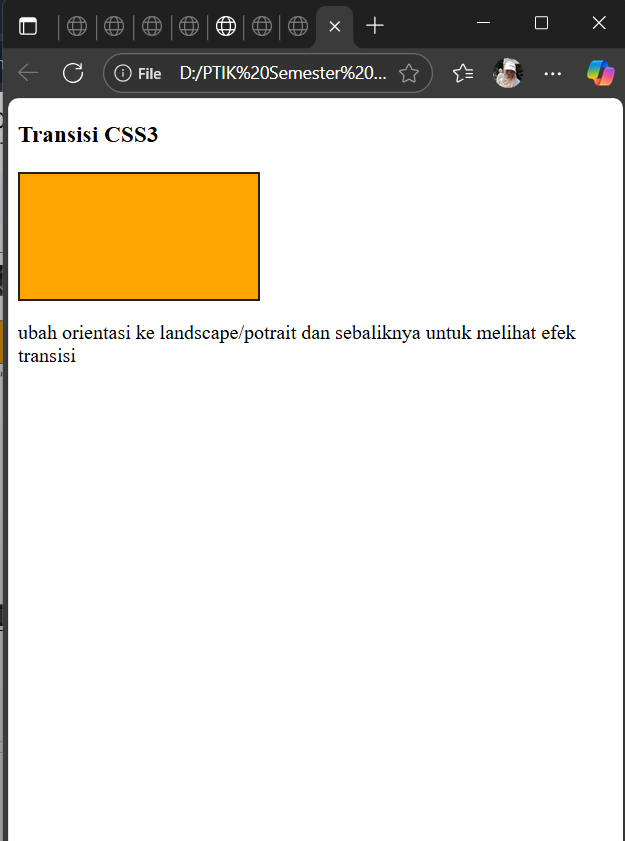 File D:/PTIK%20Semester%20...
Transisi CSS3
ubah orientasi ke landscape/potrait dan sebaliknya untuk melihat efek
transisi